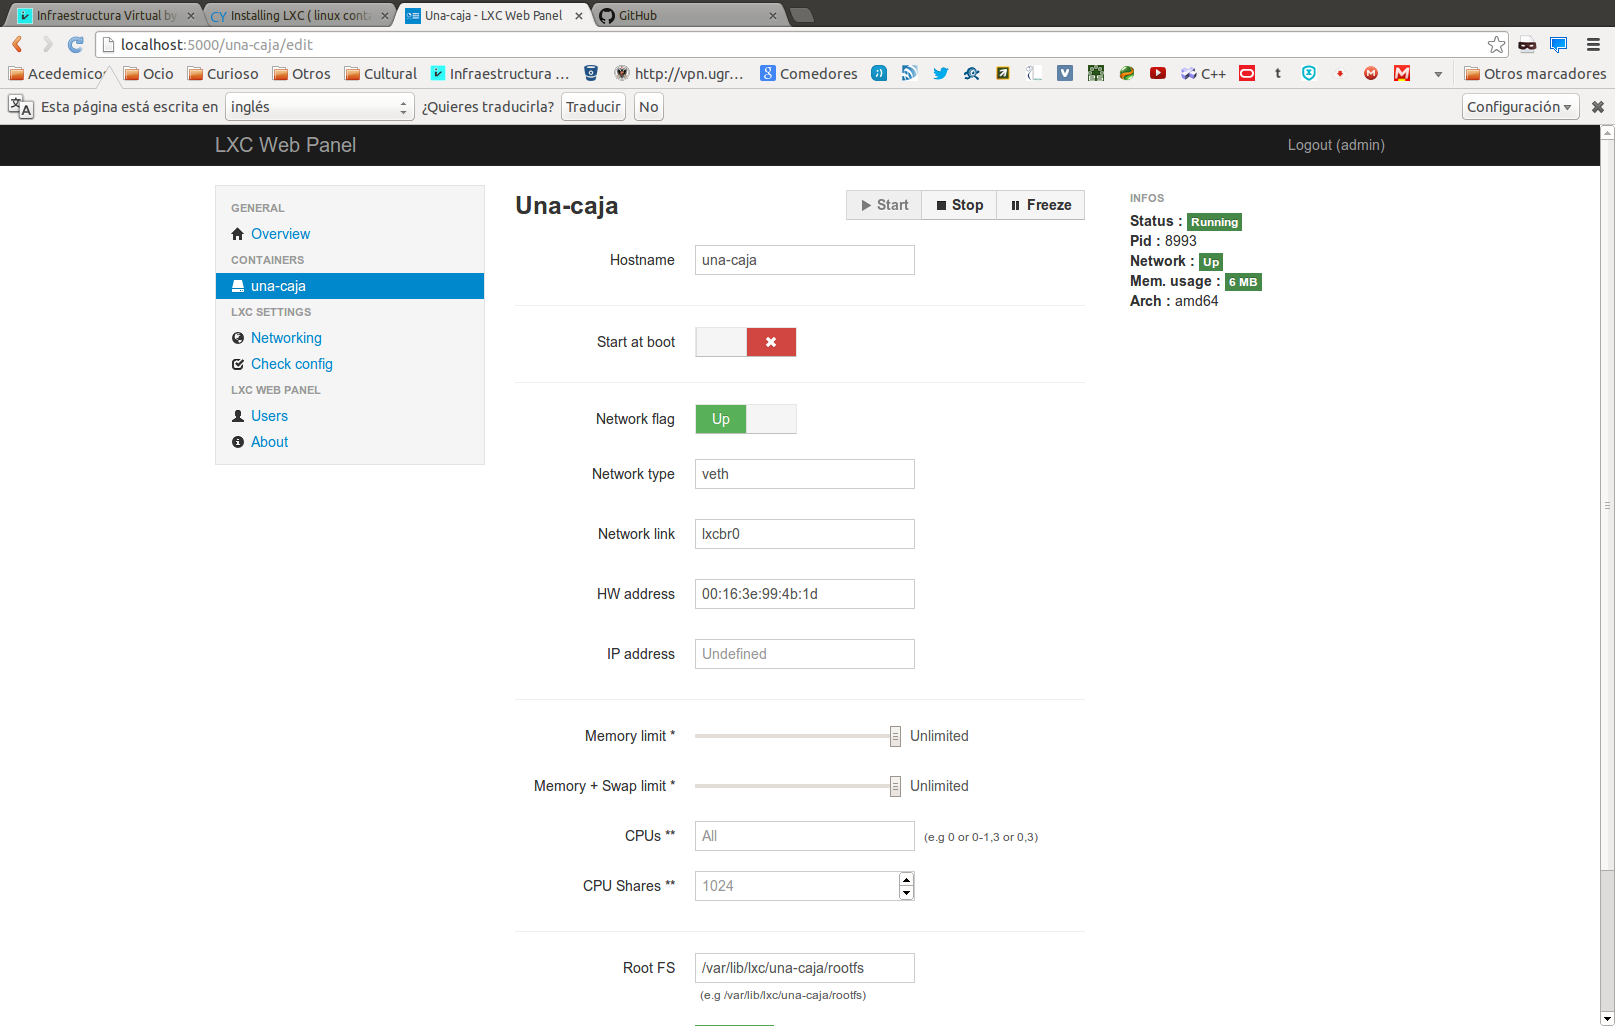 Infraestructura Virtual by
Installing LXC ( linux conta
Una-caja - LXC Web Panel
GitHub
localhost:5000/una-caja/edit
Acedemico
Ocio
Curioso
Otros
Cultural
Infraestructura ...
http://vpn.ugr...
Comedores
C++
Otros marcadores
Esta página está escrita en
inglés
¿Quieres traducirla?
Traducir
No
Configuración
LXC Web Panel
Logout (admin)
GENERAL
Overview
CONTAINERS
una-caja
LXC SETTINGS
Networking
Check config
LXC WEB PANEL
Users
About
Una-caja
Start
Stop
Freeze
Hostname
una-caja
Start at boot
Network flag
Up
Network type
veth
Network link
lxcbr0
HW address
00:16:3e:99:4b:1d
IP address
Undefined
Memory limit *
Unlimited
Memory + Swap limit *
Unlimited
CPUs **
All
(e.g 0 or 0-1,3 or 0,3)
CPU Shares **
1024
Root FS
/var/lib/lxc/una-caja/rootfs
(e.g /var/lib/lxc/una-caja/rootfs)
INFOS
Status : Running
Pid : 8993
Network : Up
Mem. usage : 6 MB
Arch : amd64